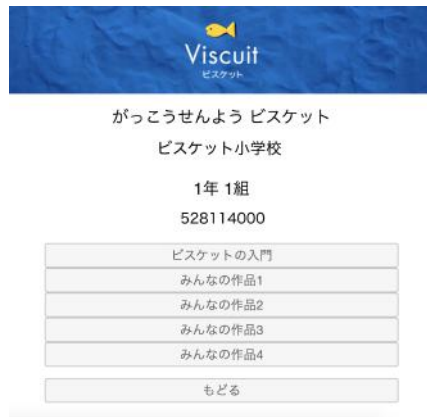 Viscuit
ビスケット
がっこうせんよう ビスケット
ビスケット小学校
1年 1組
528114000
ビスケットの入門
みんなの作品1
みんなの作品2
みんなの作品3
みんなの作品4
もどる